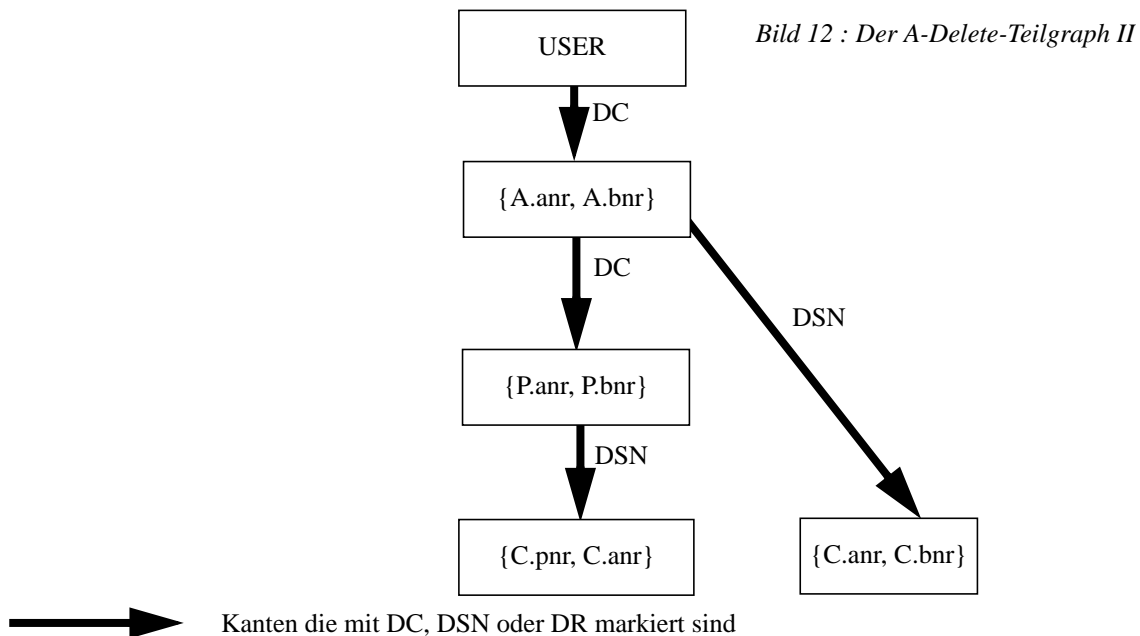 USER
Bild 12 : Der A-Delete-Teilgraph II
DC
{A.anr, A.bnr}
DC
DSN
{P.anr, P.bnr}
DSN
{C.pnr, C.anr}
{C.anr, C.bnr}
Kanten die mit DC, DSN oder DR markiert sind